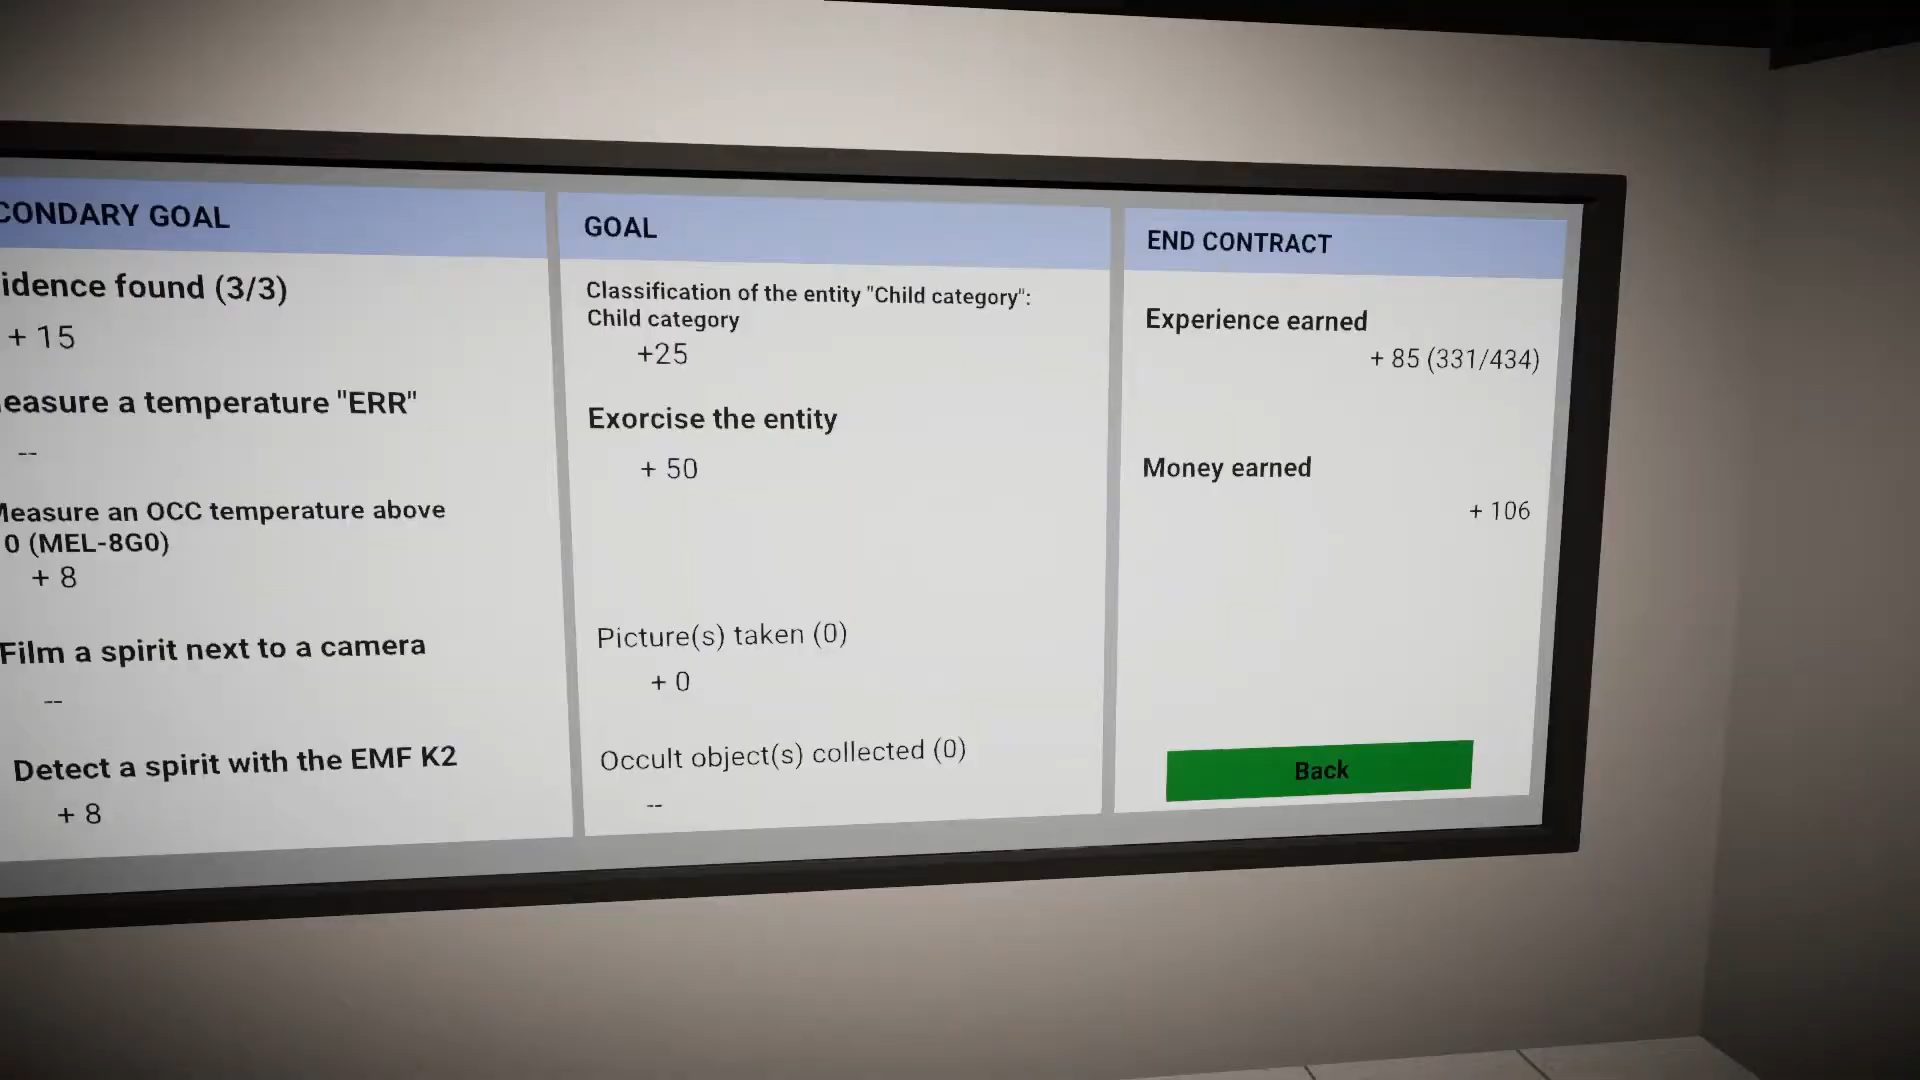 CONDARY GOAL
idence found (3/3)
+ 15
easure a temperature "ERR"
--
Measure an OCC temperature above
0 (MEL-8G0)
+ 8
Film a spirit next to a camera
--
Detect a spirit with the EMF K2
+ 8
GOAL
Classification of the entity "Child category":
Child category
+25
Exorcise the entity
+ 50
Picture(s) taken (0)
+ 0
Occult object(s) collected (0)
--
END CONTRACT
Experience earned
+ 85 (331/434)
Money earned
+ 106
Back